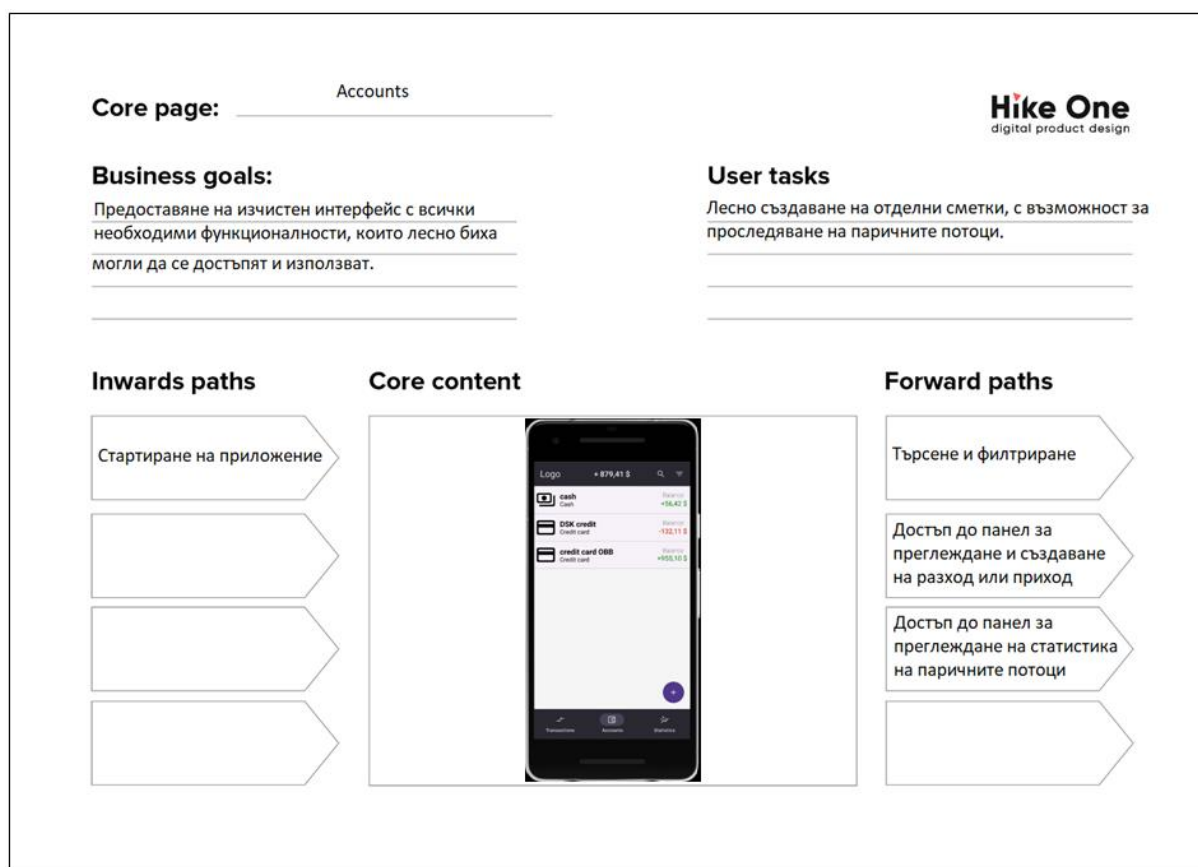 Core page:
Accounts
Hike One
digital product design
Business goals:
Предоставяне на изчистен интерфейс с всички
необходими функционалности, които лесно биха
могли да се достъпят и използват.
User tasks
Лесно създаване на отделни сметки, с възможност за
проследяване на паричните потоци.
Inwards paths
Стартиране на приложение
Core content
Logo +879,41 $
cash Balance
Cash +56,42 $
DSK credit Balance
Credit card -132,11 $
credit card OBB Balance
Credit card +955,10 $
+
Transactions Accounts Statistics
Forward paths
Търсене и филтриране
Достъп до панел за
преглеждане и създаване
на разход или приход
Достъп до панел за
преглеждане на статистика
на паричните потоци